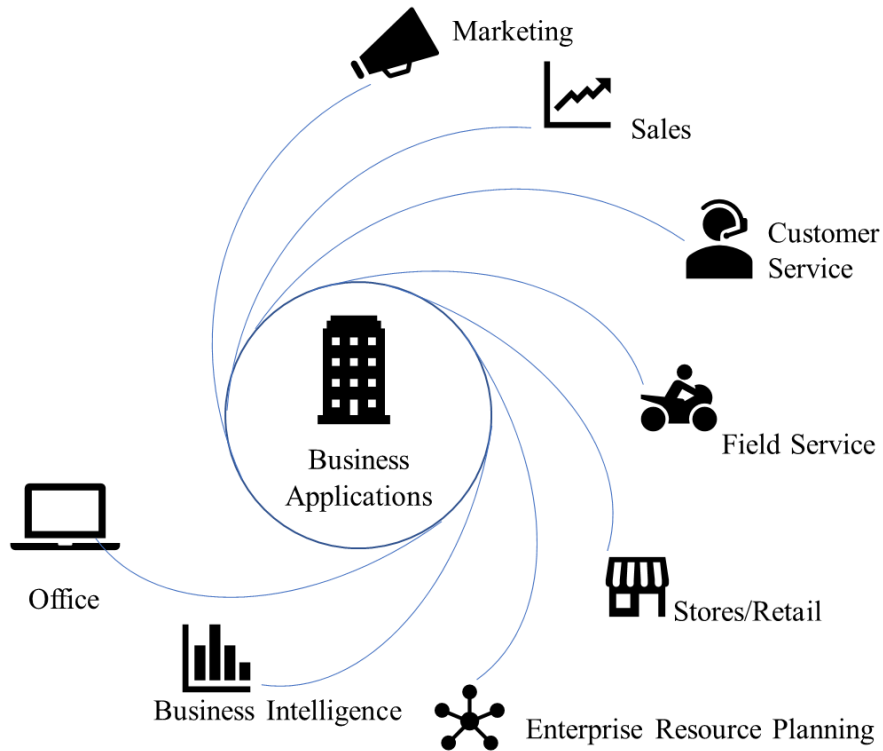 Marketing
Sales
Customer
Service
Field Service
Stores/Retail
Enterprise Resource Planning
Business Intelligence
Office
Business
Applications